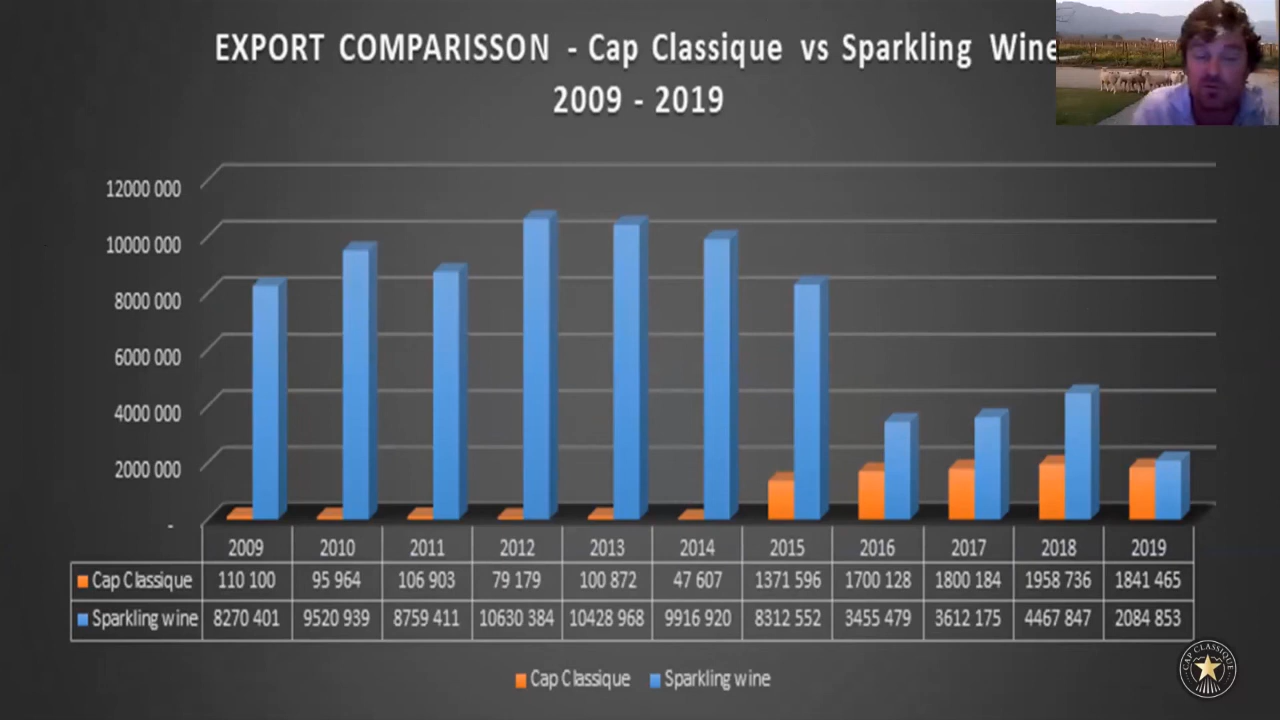 EXPORT COMPARISSON - Cap Classique vs Sparkling Wine
2009 - 2019
12000 000
10000 000
8000 000
6000 000
4000 000
2000 000
-
2009 2010 2011 2012 2013 2014 2015 2016 2017 2018 2019
Cap Classique 110 100 95 964 106 903 79 179 100 872 47 607 1371 596 1700 128 1800 184 1958 736 1841 465
Sparkling wine 8270 401 9520 939 8759 411 10630 384 10428 968 9916 920 8312 552 3455 479 3612 175 4467 847 2084 853
Cap Classique Sparkling wine
CAP CLASSIQUE